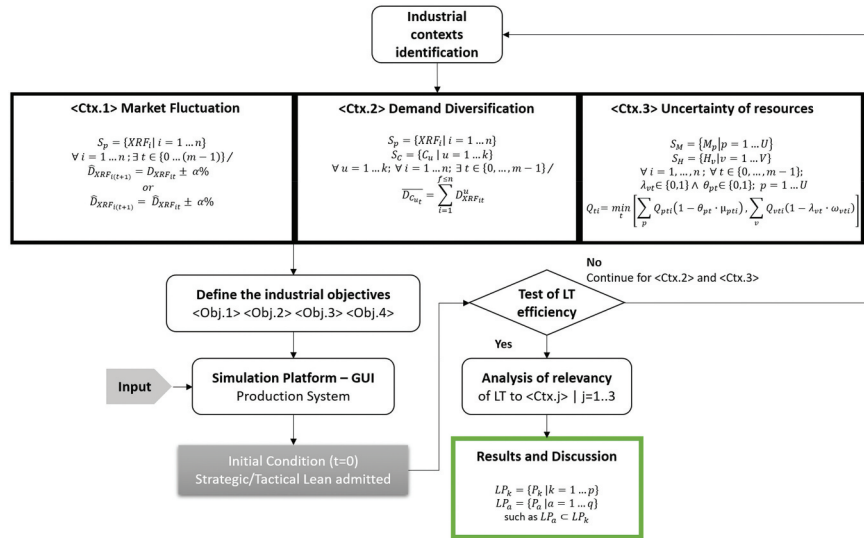 Industrial
contexts
identification
<Ctx.1> Market Fluctuation
S_p = {XRF_i| i = 1 … n}
∀ i = 1 … n ; ∃ t ∈ {0 … (m − 1)} /
D̂_XRF_i(t+1) = D_XRF_it ± α%
or
D̂_XRF_i(t+1) = D̂_XRF_it ± α%
<Ctx.2> Demand Diversification
S_p = {XRF_i| i = 1 … n}
S_C = {C_u | u = 1 … k}
∀ u = 1 … k; ∀ i = 1 … n; ∃ t ∈ {0, …, m − 1} /
D̅_C_u_t = ∑_{i=1}^{f≤n} D^u_XRF_it
<Ctx.3> Uncertainty of resources
S_M = {M_p|p = 1 … U}
S_H = {H_v|v = 1 … V}
∀ i = 1, …, n ; ∀ t ∈ {0, …, m − 1};
λ_vt ∈ {0,1} ∧ θ_pt ∈ {0,1}; p = 1 … U
Q_ti = min_t [∑_p Q_pti(1 − θ_pt · μ_pti), ∑_v Q_vti(1 − λ_vt · ω_vti)]
No
Continue for <Ctx.2> and <Ctx.3>
Define the industrial objectives
<Obj.1> <Obj.2> <Obj.3> <Obj.4>
Test of LT
efficiency
Yes
Input
Simulation Platform – GUI
Production System
Analysis of relevancy
of LT to <Ctx.j> | j=1..3
Initial Condition (t=0)
Strategic/Tactical Lean admitted
Results and Discussion
LP_k = {P_k |k = 1 … p}
LP_a = {P_a |a = 1 … q}
such as LP_a ⊂ LP_k